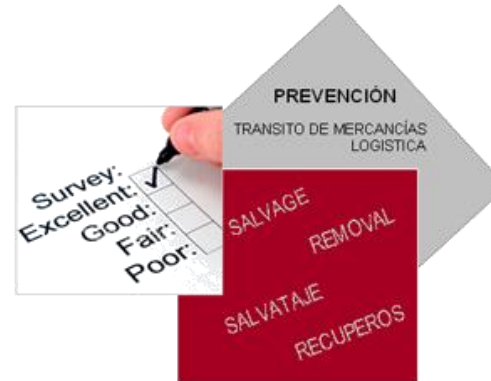 PREVENCIÓN
TRANSITO DE MERCANCÍAS
LOGISTICA
Survey:
Excellent:
Good:
Fair:
Poor:
SALVAGE
REMOVAL
SALVATAJE
RECUPEROS